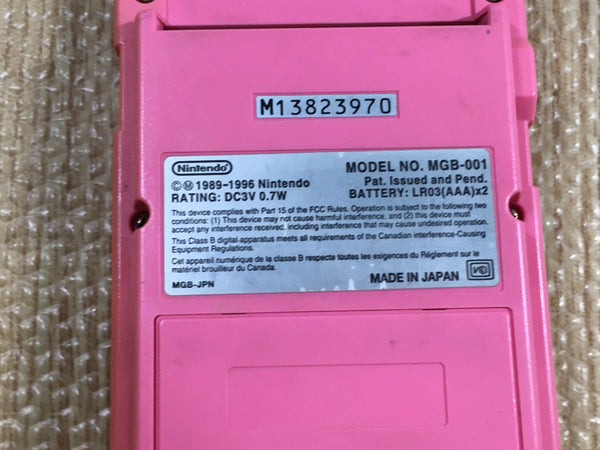 M13823970
Nintendo
©Ⓜ 1989-1996 Nintendo
RATING: DC3V 0.7W
MODEL NO. MGB-001
Pat. Issued and Pend.
BATTERY: LR03(AAA)x2
This device complies with Part 15 of the FCC Rules. Operation is subject to the following two
conditions: (1) This device may not cause harmful interference, and (2) this device must
accept any interference received, including interference that may cause undesired operation.
This Class B digital apparatus meets all requirements of the Canadian interference-Causing
Equipment Regulations.
Cet appareil numérique de la classe B respecte toutes les exigences du Règlement sur le
matériel brouilleur du Canada.
MGB-JPN
MADE IN JAPAN